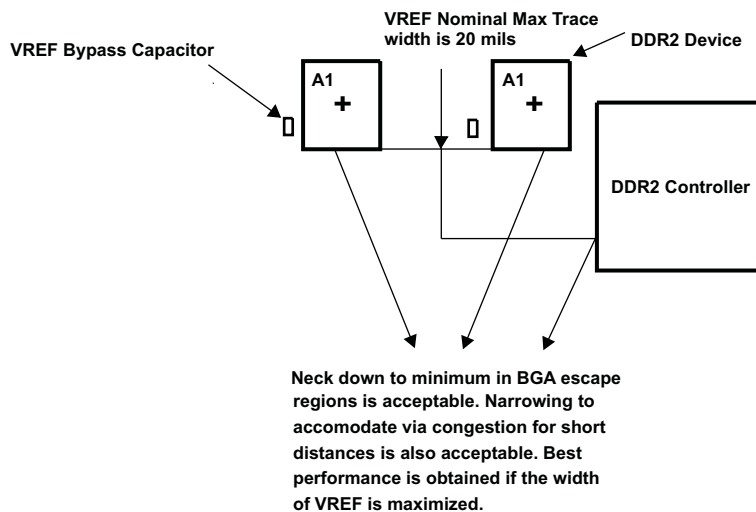 VREF Nominal Max Trace
width is 20 mils
VREF Bypass Capacitor
DDR2 Device
A1
A1
DDR2 Controller
Neck down to minimum in BGA escape
regions is acceptable. Narrowing to
accomodate via congestion for short
distances is also acceptable. Best
performance is obtained if the width
of VREF is maximized.